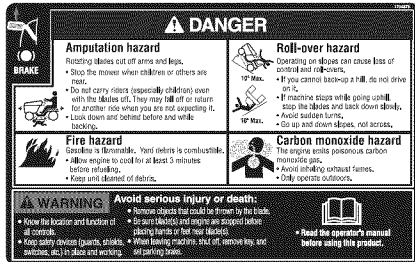 1704273
DANGER
BRAKE
Amputation hazard
Rotating blades cut off arms and legs.
• Stop the mower when children or others are
near.
• Do not carry riders (especially children) even
with the blades off. They may fall off or return
for another ride when you are not expecting it.
• Look down and behind before and while
backing.
10° Max.
10° Max.
Roll-over hazard
Operating on slopes can cause loss of
control and roll-overs.
• If you cannot back-up a hill, do not drive
on it.
• If machine stops while going uphill,
stop the blades and back down slowly.
• Avoid sudden turns.
• Go up and down slopes, not across.
Fire hazard
Gasoline is flammable. Yard debris is combustible.
• Allow engine to cool for at least 3 minutes
before refueling.
• Keep unit cleaned of debris.
Carbon monoxide hazard
The engine emits poisonous carbon
monoxide gas.
• Avoid inhaling exhaust fumes.
• Only operate outdoors.
WARNING
• Know the location and function of
all controls.
• Keep safety devices (guards, shields,
switches, etc.) in place and working.
Avoid serious injury or death:
• Remove objects that could be thrown by the blade.
• Be sure blade(s) and engine are stopped before
placing hands or feet near blade(s).
• When leaving machine, shut off, remove key, and
set parking brake.
• Read the operator's manual
before using this product.